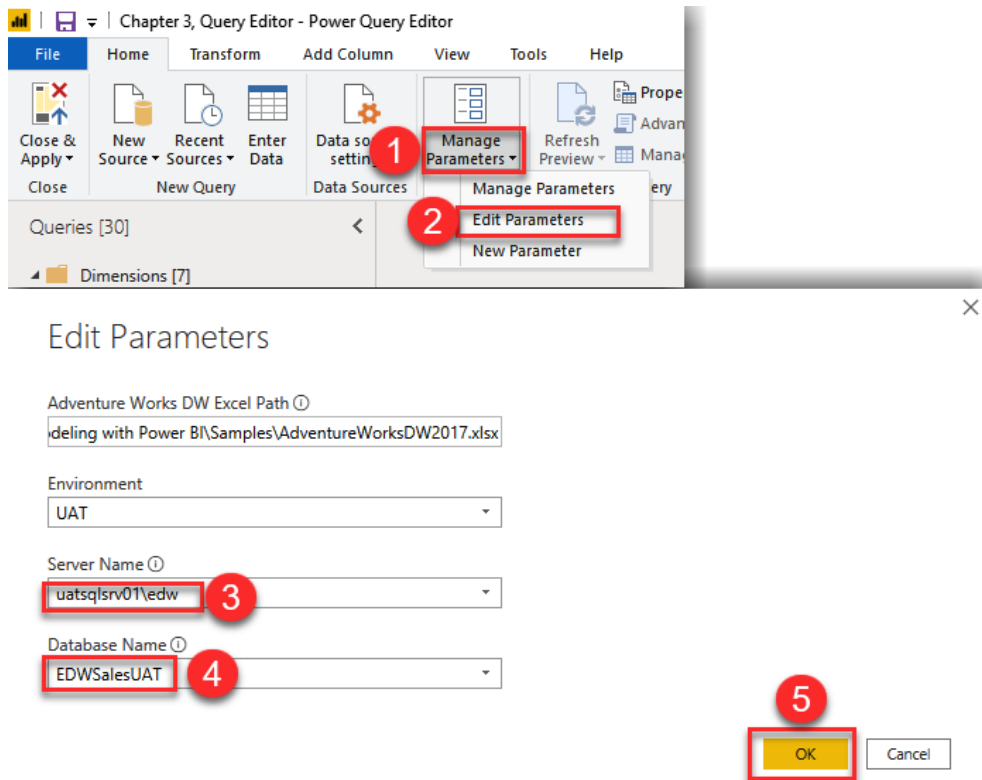 Chapter 3, Query Editor - Power Query Editor
File Home Transform Add Column View Tools Help
Close & Apply New Source Recent Sources Enter Data Manage Parameters Refresh Preview
Close New Query Data Sources
Manage Parameters
Edit Parameters
New Parameter
Queries [30]
Dimensions [7]
1
2
Edit Parameters
Adventure Works DW Excel Path
deling with Power BI\Samples\AdventureWorksDW2017.xlsx
Environment
UAT
Server Name
uatsqlsrv01\edw
3
Database Name
EDWSalesUAT
4
5
OK Cancel